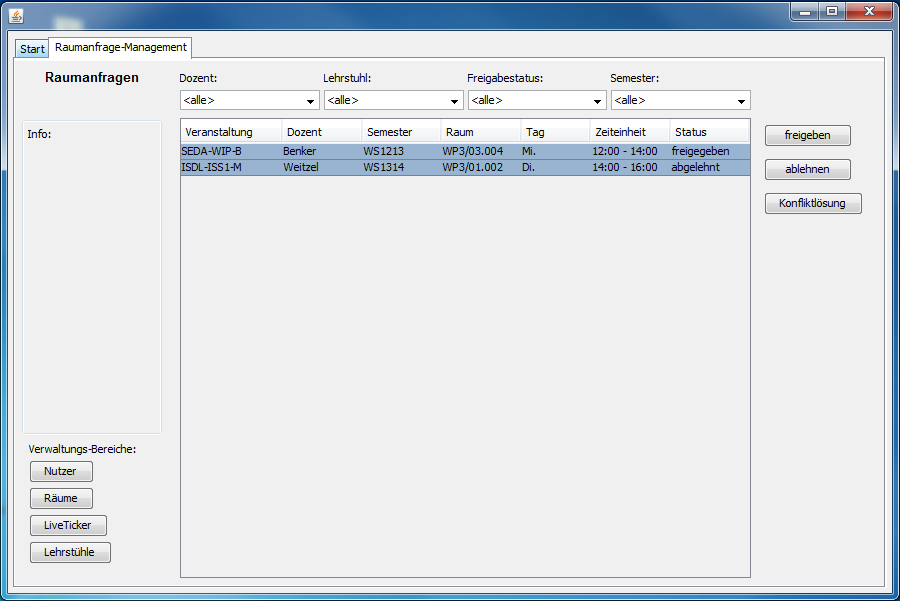 Start Raumanfrage-Management
Raumanfragen
Dozent: Lehrstuhl: Freigabestatus: Semester:
<alle> <alle> <alle> <alle>
Info:
Veranstaltung Dozent Semester Raum Tag Zeiteinheit Status
SEDA-WIP-B Benker WS1213 WP3/03.004 Mi. 12:00 - 14:00 freigegeben
ISDL-ISS1-M Weitzel WS1314 WP3/01.002 Di. 14:00 - 16:00 abgelehnt
freigeben
ablehnen
Konfliktlösung
Verwaltungs-Bereiche:
Nutzer
Räume
LiveTicker
Lehrstühle